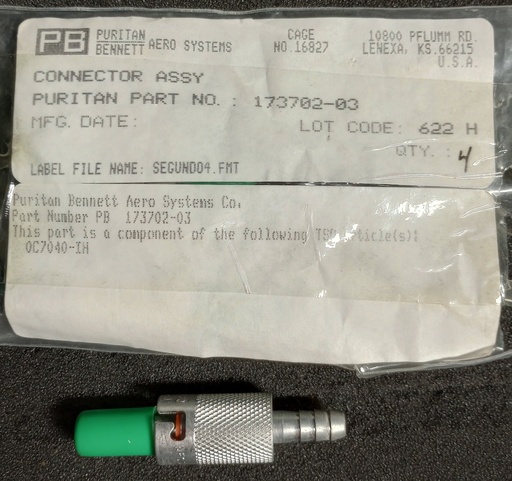 PB PURITAN BENNETT AERO SYSTEMS
CAGE NO.16827
10800 PFLUMM RD.
LENEXA, KS.66215
U.S.A.
CONNECTOR ASSY
PURITAN PART NO.: 173702-03
MFG. DATE:
LOT CODE: 622 H
QTY. : 4
LABEL FILE NAME: SEGUND04.FMT
Puritan Bennett Aero Systems Co.
Part Number PB 173702-03
This part is a component of the following TSO article(s):
OC7040-IH